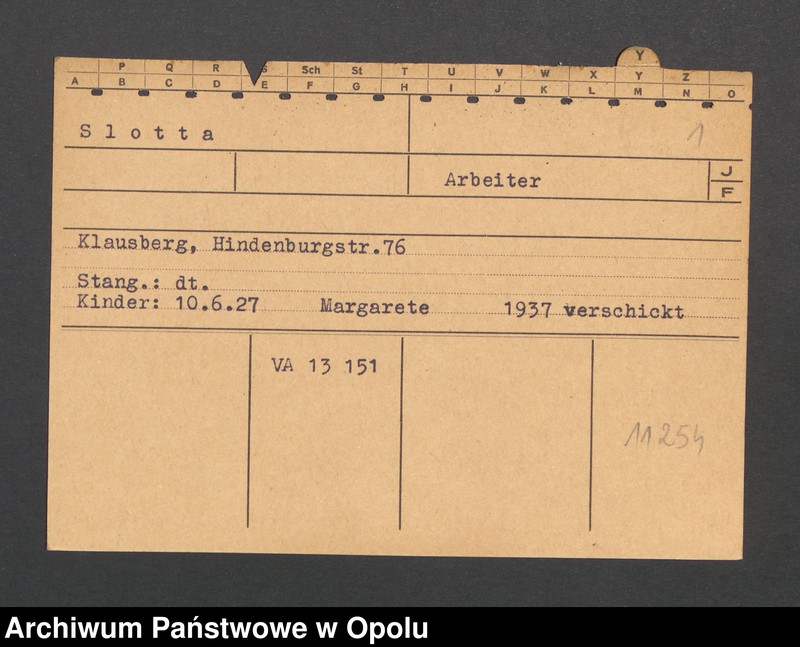 Y
P Q R S Sch St T U V W X Y Z
A B C D E F G H I J K L M N O
Slotta
1
Arbeiter
J
F
Klausberg, Hindenburgstr.76
Stang.: dt.
Kinder: 10.6.27 Margarete 1937 verschickt
VA 13 151
11254
Archiwum Państwowe w Opolu